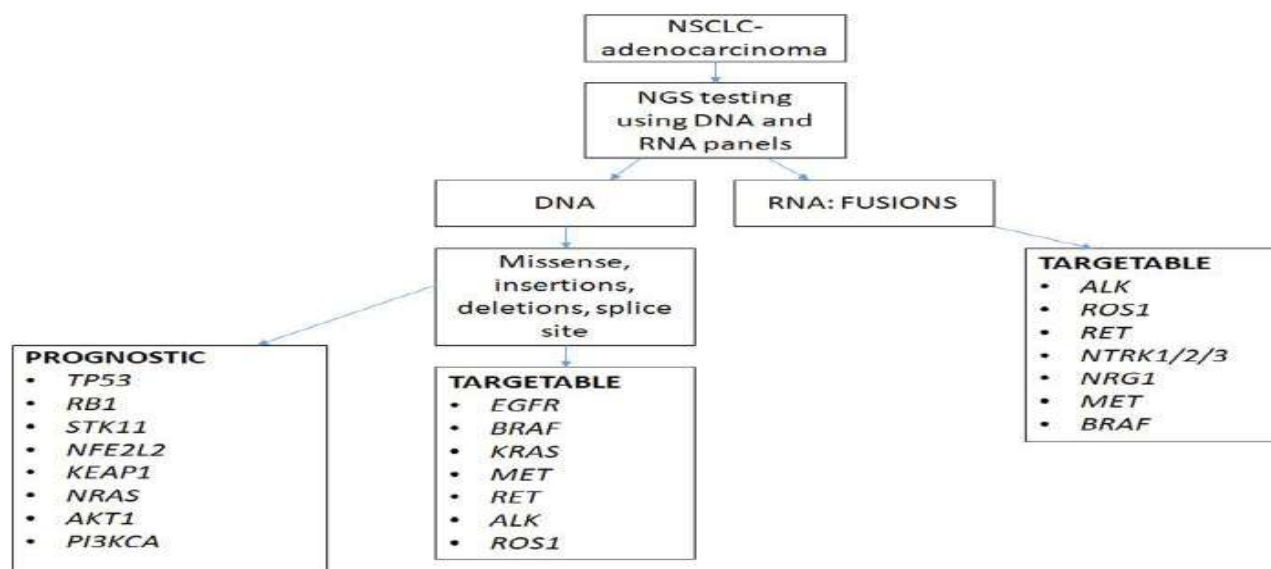 NSCLC-
adenocarcinoma
NGS testing
using DNA and
RNA panels
DNA
RNA: FUSIONS
Missense,
insertions,
deletions, splice
site
PROGNOSTIC
• TP53
• RB1
• STK11
• NFE2L2
• KEAP1
• NRAS
• AKT1
• PI3KCA
TARGETABLE
• EGFR
• BRAF
• KRAS
• MET
• RET
• ALK
• ROS1
TARGETABLE
• ALK
• ROS1
• RET
• NTRK1/2/3
• NRG1
• MET
• BRAF